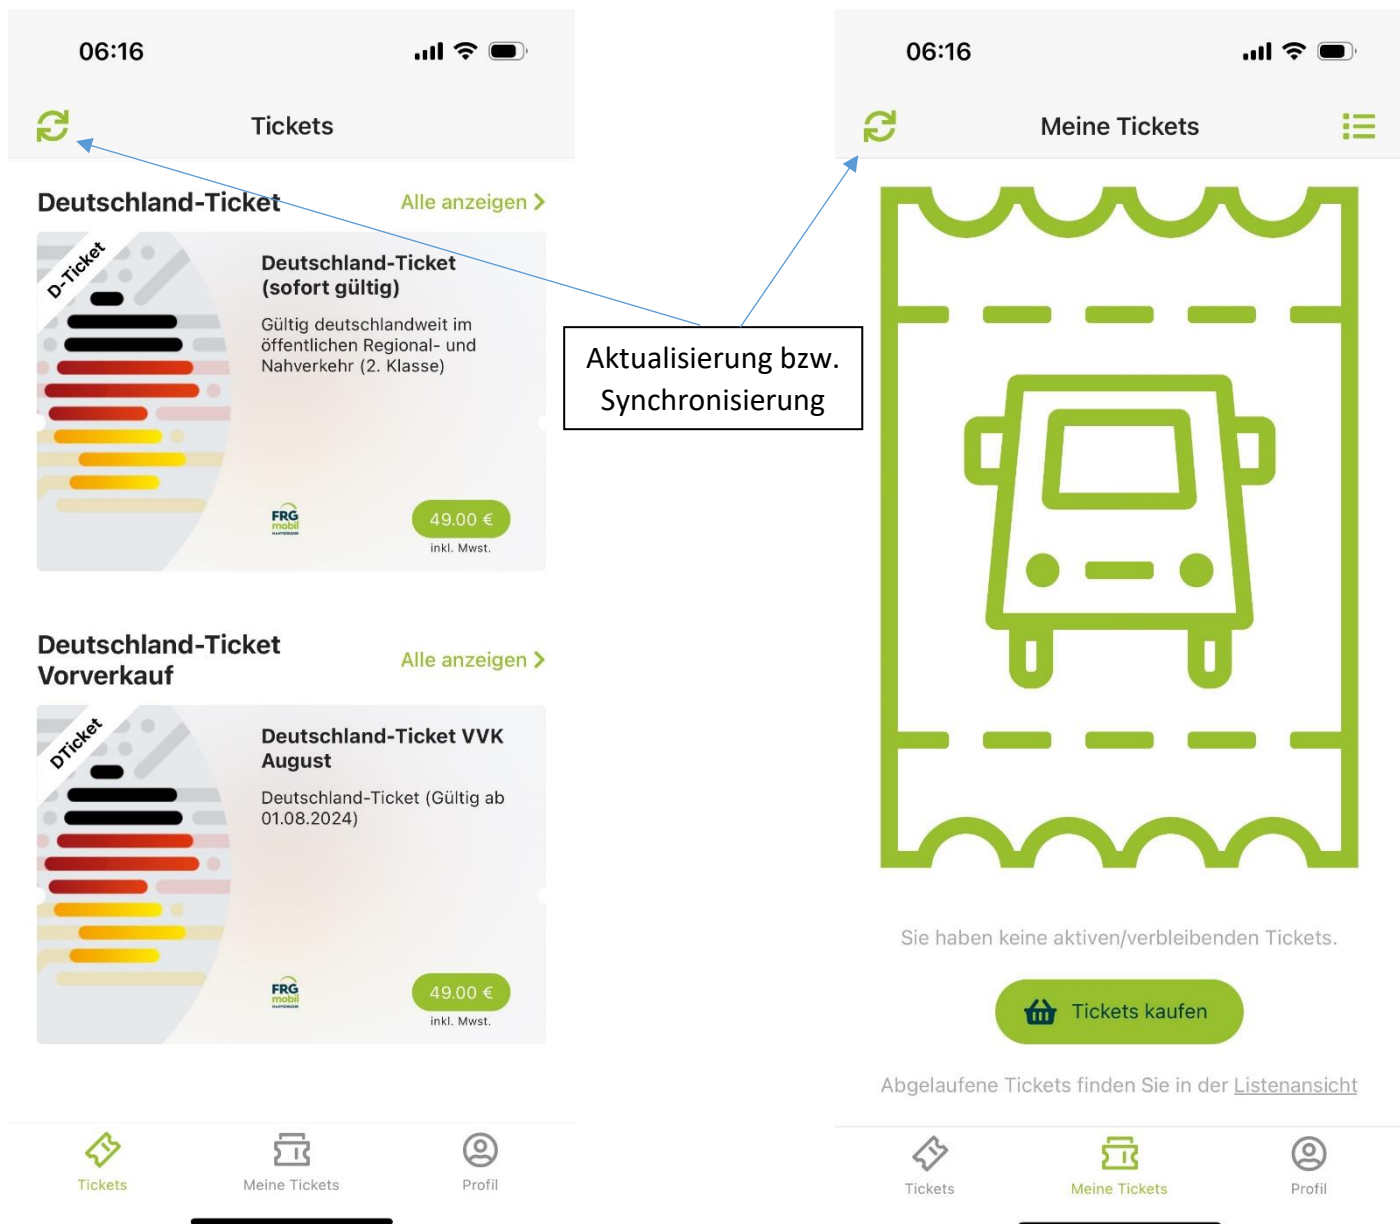 06:16
Tickets
Deutschland-Ticket
Alle anzeigen
D-Ticket
Deutschland-Ticket
(sofort gültig)
Gültig deutschlandweit im
öffentlichen Regional- und
Nahverkehr (2. Klasse)
FRG
mobil
49.00 €
inkl. Mwst.
Deutschland-Ticket
Vorverkauf
Alle anzeigen
DTicket
Deutschland-Ticket VVK
August
Deutschland-Ticket (Gültig ab
01.08.2024)
FRG
mobil
49.00 €
inkl. Mwst.
Tickets
Meine Tickets
Profil
Aktualisierung bzw.
Synchronisierung
06:16
Meine Tickets
Sie haben keine aktiven/verbleibenden Tickets.
Tickets kaufen
Abgelaufene Tickets finden Sie in der Listenansicht
Tickets
Meine Tickets
Profil